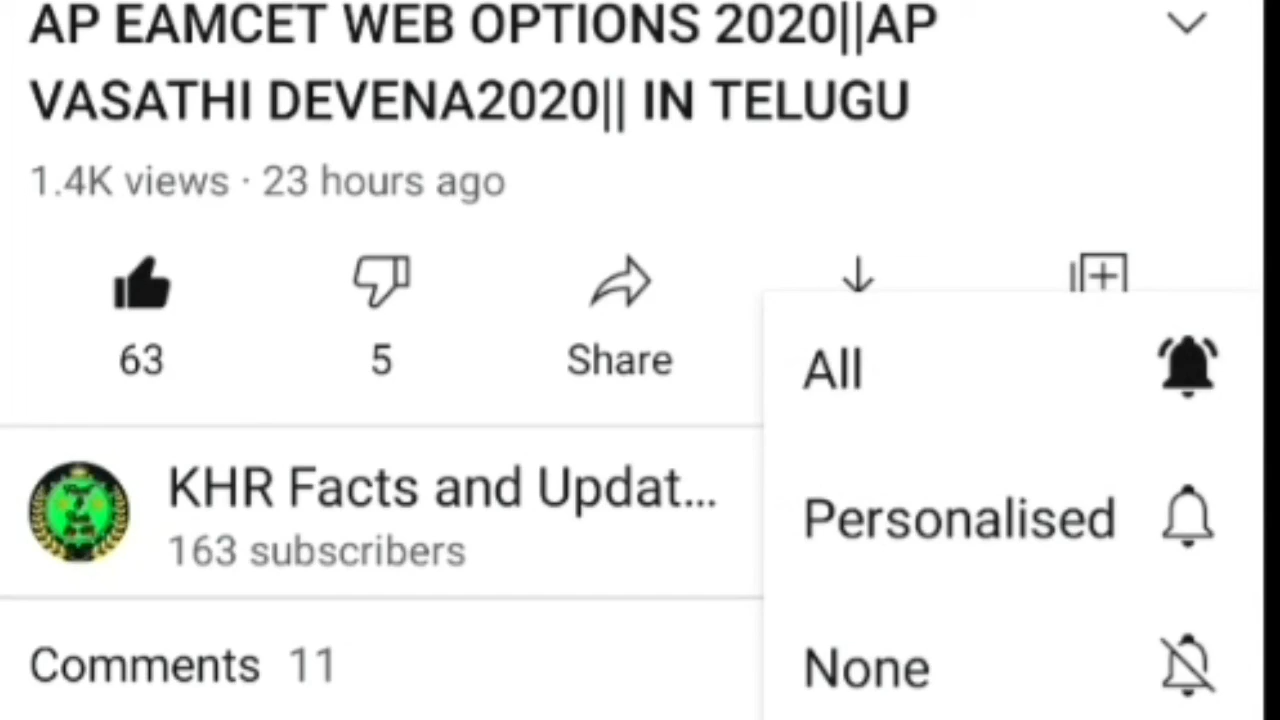 AP EAMCET WEB OPTIONS 2020||AP
VASATHI DEVENA2020|| IN TELUGU
1.4K views · 23 hours ago
63
5
Share
All
KHR Facts and Updat...
163 subscribers
Personalised
Comments 11
None